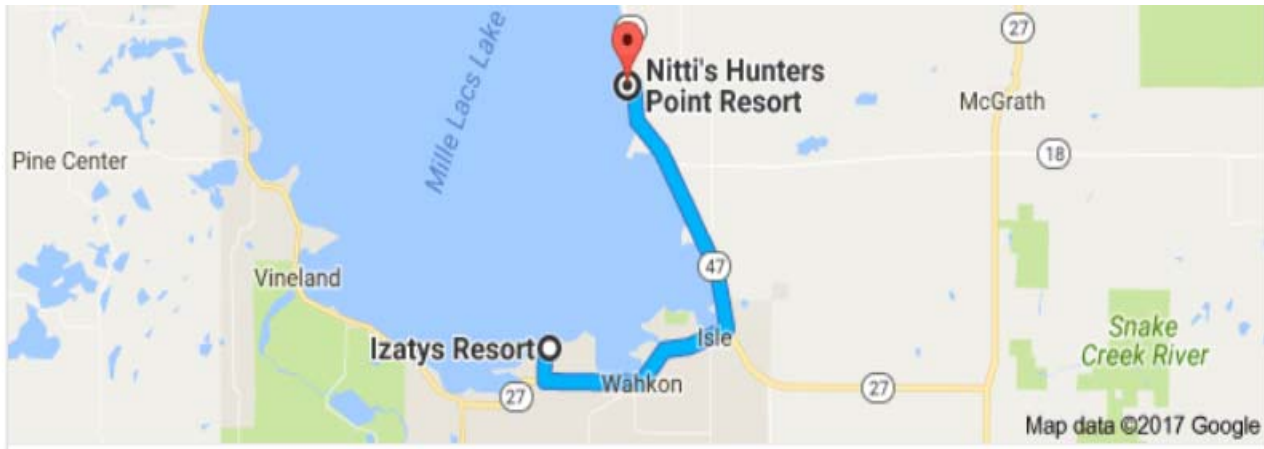 27
Nitti's Hunters
Point Resort
McGrath
Mille Lacs Lake
Pine Center
18
Vineland
47
Isle
Izatys Resort
Snake
Creek River
Wahkon
27
27
Map data ©2017 Google